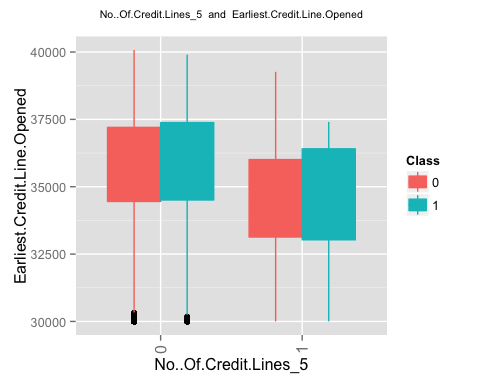 No..Of.Credit.Lines_5 and Earliest.Credit.Line.Opened
Earliest.Credit.Line.Opened
40000
37500
35000
32500
30000
0
1
No..Of.Credit.Lines_5
Class
0
1